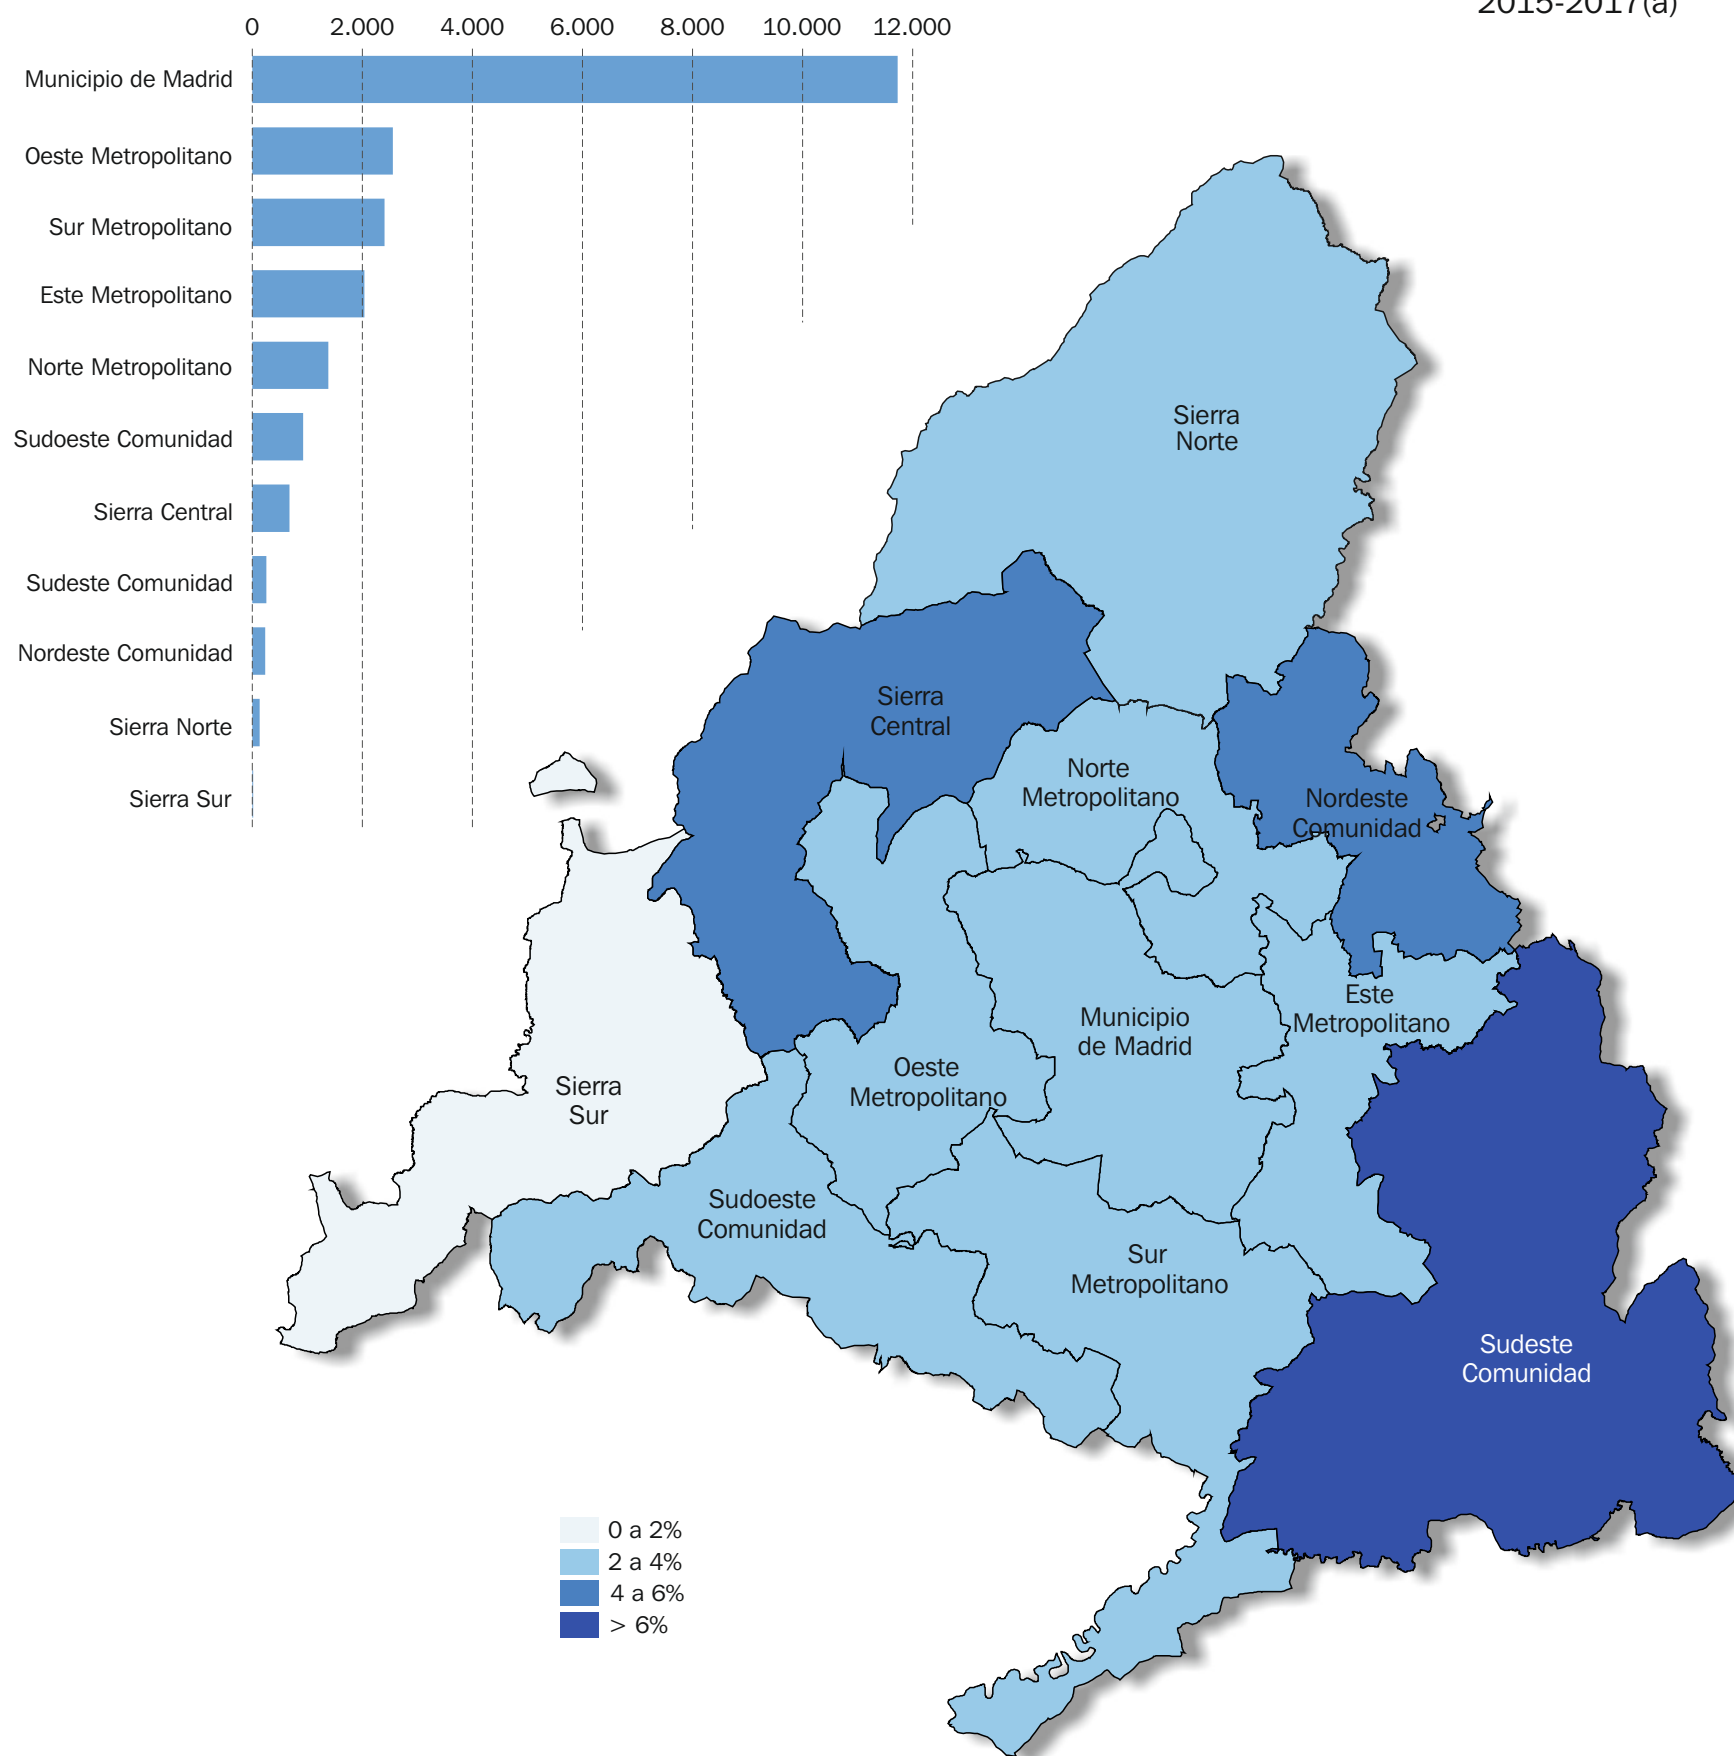 2015-2017(a)
0 2.000 4.000 6.000 8.000 10.000 12.000
Municipio de Madrid
Oeste Metropolitano
Sur Metropolitano
Este Metropolitano
Norte Metropolitano
Sudoeste Comunidad
Sierra Central
Sudeste Comunidad
Nordeste Comunidad
Sierra Norte
Sierra Sur
Sierra
Norte
Sierra
Central
Norte
Metropolitano
Nordeste
Comunidad
Este
Metropolitano
Municipio
de Madrid
Oeste
Metropolitano
Sierra
Sur
Sudoeste
Comunidad
Sur
Metropolitano
Sudeste
Comunidad
0 a 2%
2 a 4%
4 a 6%
> 6%